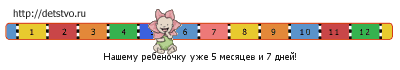 http://detstvo.ru
1 2 3 4 6 7 8 9 10 11 12
Нашему ребеночку уже 5 месяцев и 7 дней!